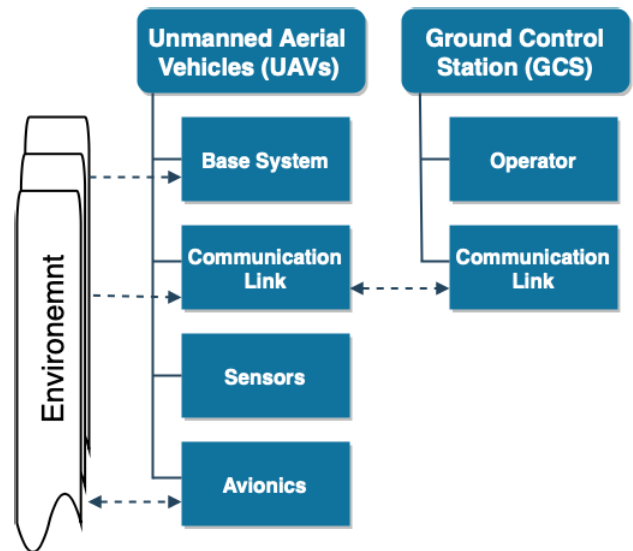 Unmanned Aerial
Vehicles (UAVs)
Ground Control
Station (GCS)
Base System
Operator
Communication
Link
Communication
Link
Sensors
Avionics
Environemnt